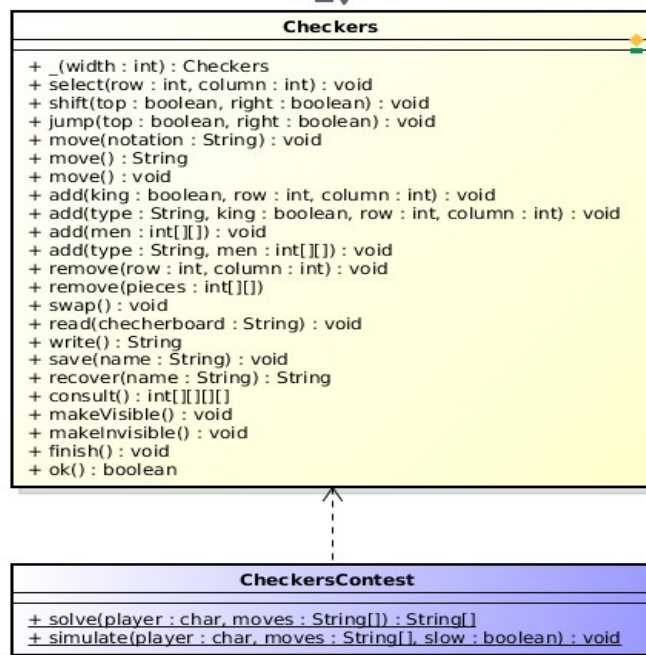 Checkers
+ _(width : int) : Checkers
+ select(row : int, column : int) : void
+ shift(top : boolean, right : boolean) : void
+ jump(top : boolean, right : boolean) : void
+ move(notation : String) : void
+ move() : String
+ move() : void
+ add(king : boolean, row : int, column : int) : void
+ add(type : String, king : boolean, row : int, column : int) : void
+ add(men : int[][]) : void
+ add(type : String, men : int[][]) : void
+ remove(row : int, column : int) : void
+ remove(pieces : int[][])
+ swap() : void
+ read(checherboard : String) : void
+ write() : String
+ save(name : String) : void
+ recover(name : String) : String
+ consult() : int[][][][]
+ makeVisible() : void
+ makeInvisible() : void
+ finish() : void
+ ok() : boolean
CheckersContest
+ solve(player : char, moves : String[]) : String[]
+ simulate(player : char, moves : String[], slow : boolean) : void